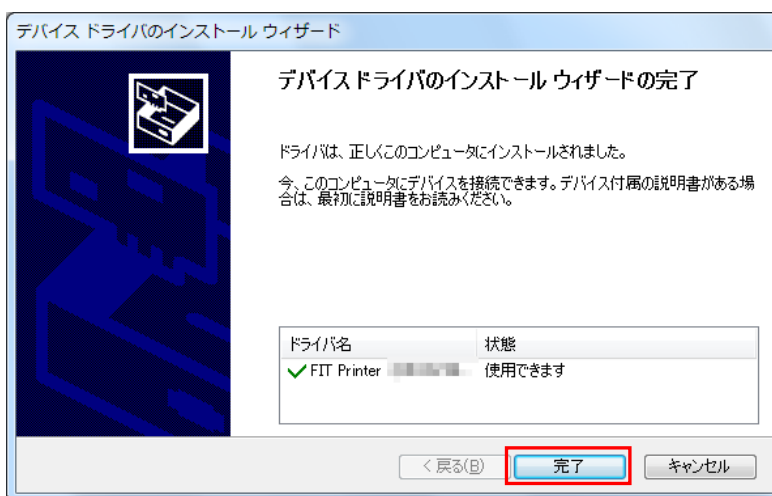 デバイス ドライバのインストール ウィザード
デバイス ドライバのインストール ウィザードの完了
ドライバは、正しくこのコンピュータにインストールされました。
今、このコンピュータにデバイスを接続できます。デバイス付属の説明書がある場
合は、最初に説明書をお読みください。
ドライバ名 状態
FIT Printer 使用できます
< 戻る(B) 完了 キャンセル